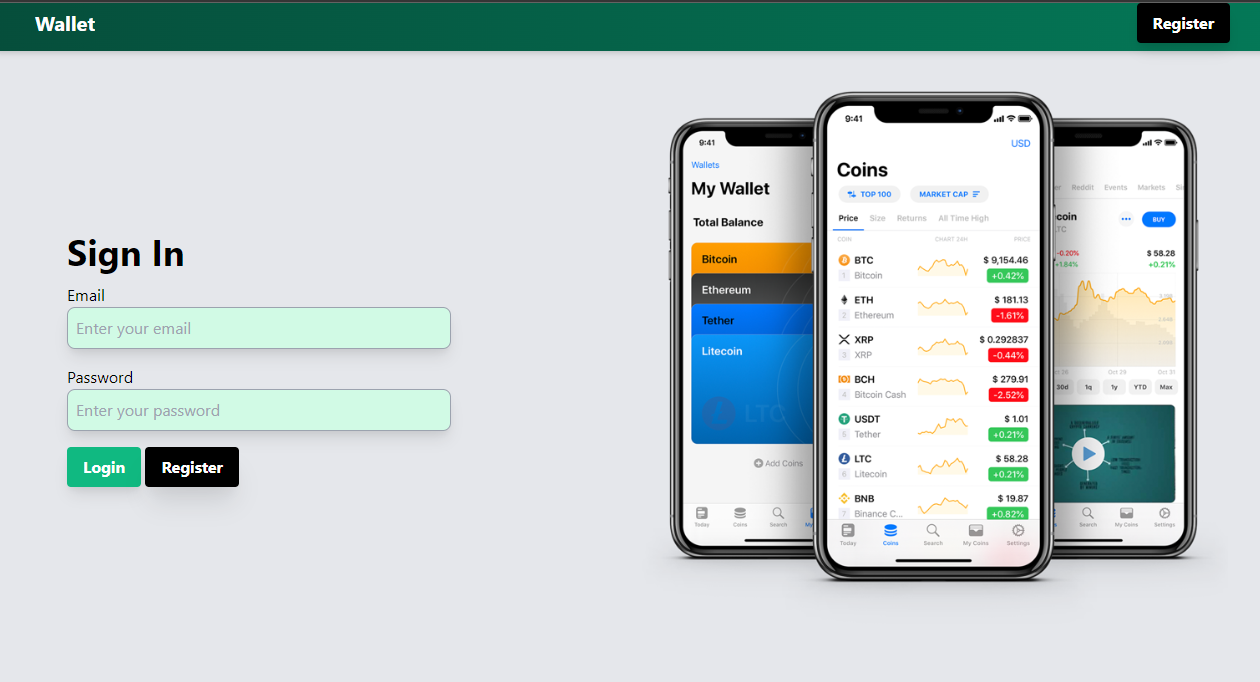 Wallet
Register
Sign In
Email
Enter your email
Password
Enter your password
Login
Register
9:41
Wallets
My Wallet
Total Balance
Bitcoin
Ethereum
Tether
Litecoin
LTC
Add Coins
Today
Coins
Search
9:41
USD
Coins
TOP 100
MARKET CAP
Price Size Returns All Time High
COIN CHART 24H PRICE
BTC $ 9,154.46
1 Bitcoin +0.42%
ETH $ 181.13
2 Ethereum -1.61%
XRP $ 0.292837
3 XRP -0.44%
BCH $ 279.91
4 Bitcoin Cash -2.52%
USDT $ 1.01
5 Tether +0.21%
LTC $ 58.28
6 Litecoin +0.21%
BNB $ 19.87
7 Binance C... +0.82%
Today Coins Search My Coins Settings
Reddit Events Markets
coin
LTC
BUY
-0.20% $ 58.28
+1.84% +0.21%
Oct 29 Oct 31
30d 1q 1y YTD Max
Search My Coins Settings